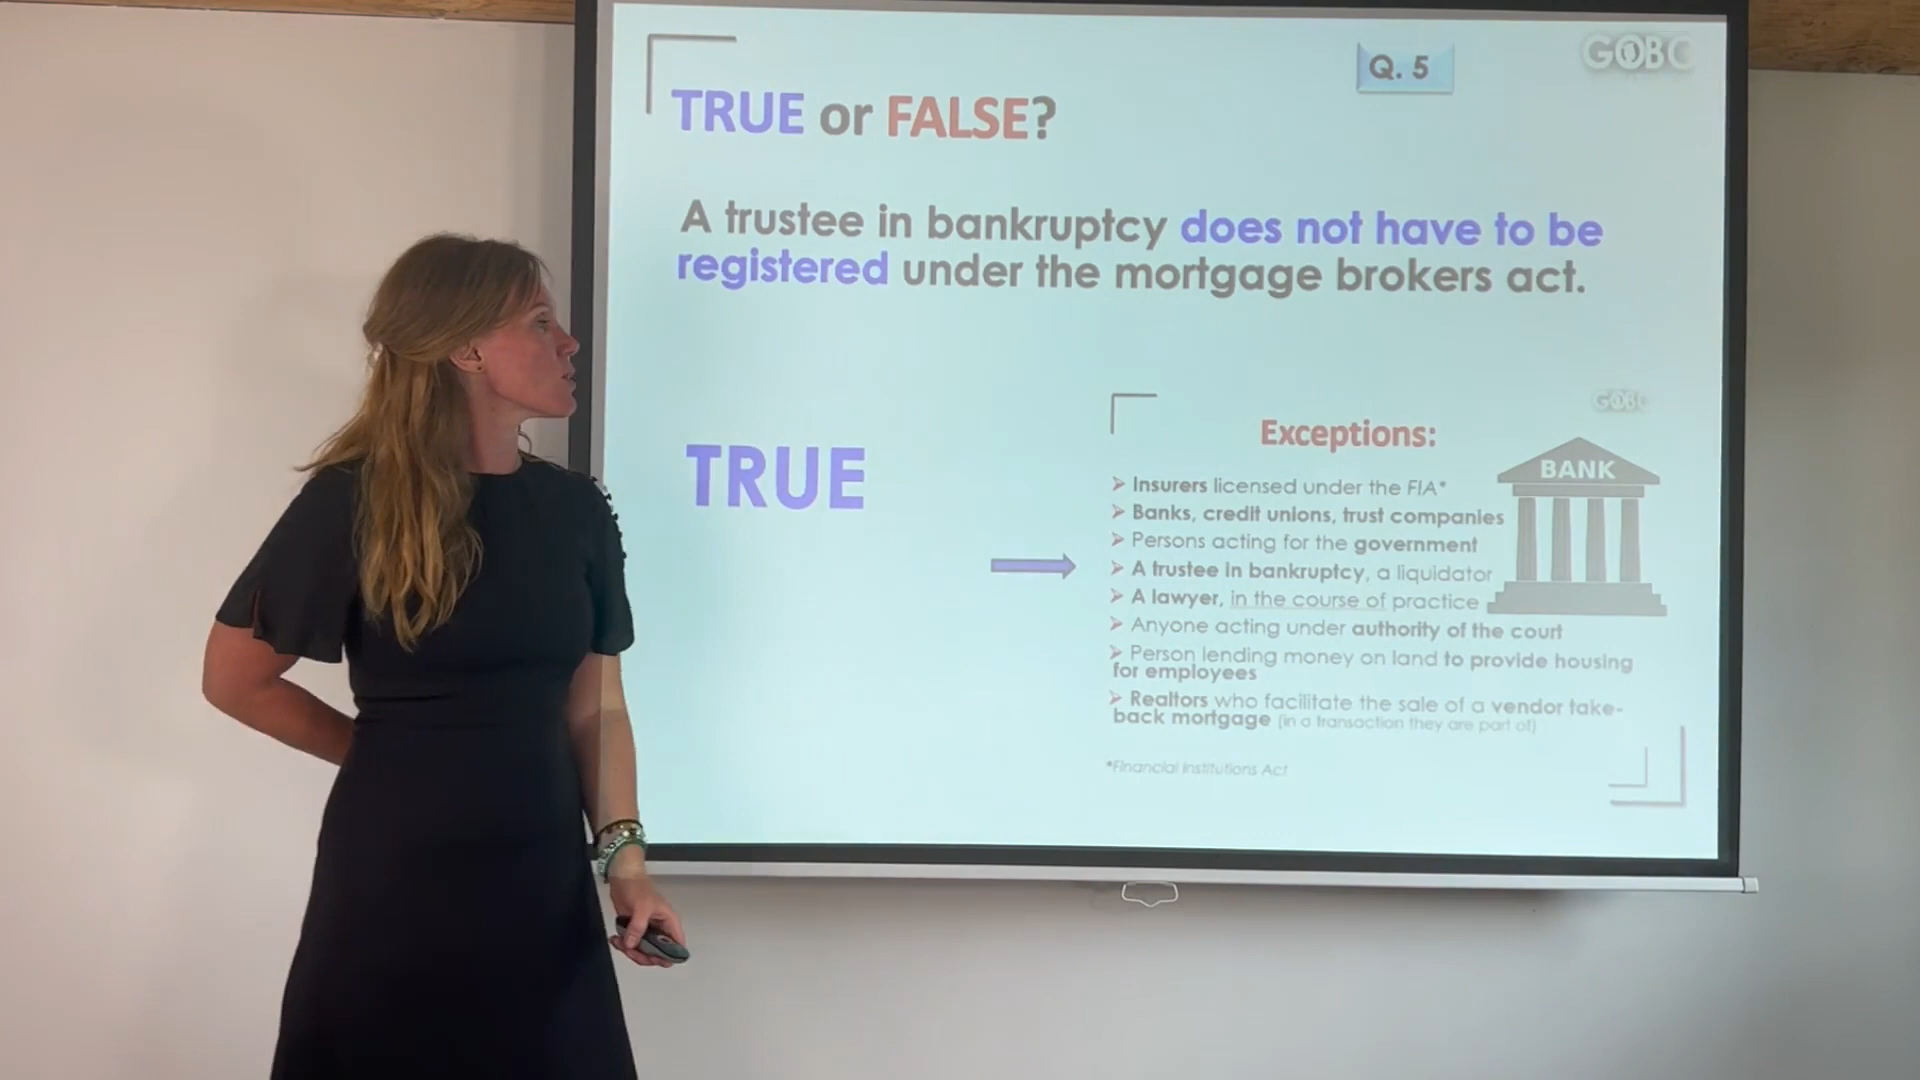 Q. 5
GOBC
TRUE or FALSE?
A trustee in bankruptcy does not have to be
registered under the mortgage brokers act.
TRUE
GOBC
Exceptions:
BANK
➢ Insurers licensed under the FIA*
➢ Banks, credit unions, trust companies
➢ Persons acting for the government
➢ A trustee in bankruptcy, a liquidator
➢ A lawyer, in the course of practice
➢ Anyone acting under authority of the court
➢ Person lending money on land to provide housing
for employees
➢ Realtors who facilitate the sale of a vendor take-
back mortgage (in a transaction they are part of)
*Financial Institutions Act